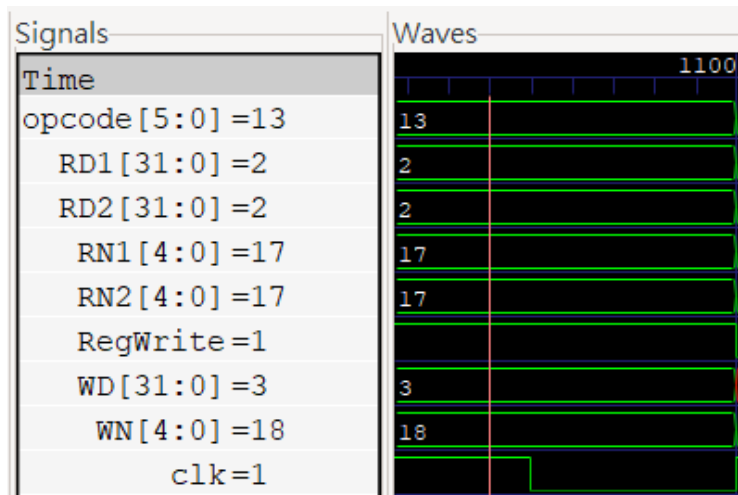 Signals
Waves
Time
1100
opcode[5:0]=13
13
RD1[31:0]=2
2
RD2[31:0]=2
2
RN1[4:0]=17
17
RN2[4:0]=17
17
RegWrite=1
WD[31:0]=3
3
WN[4:0]=18
18
clk=1